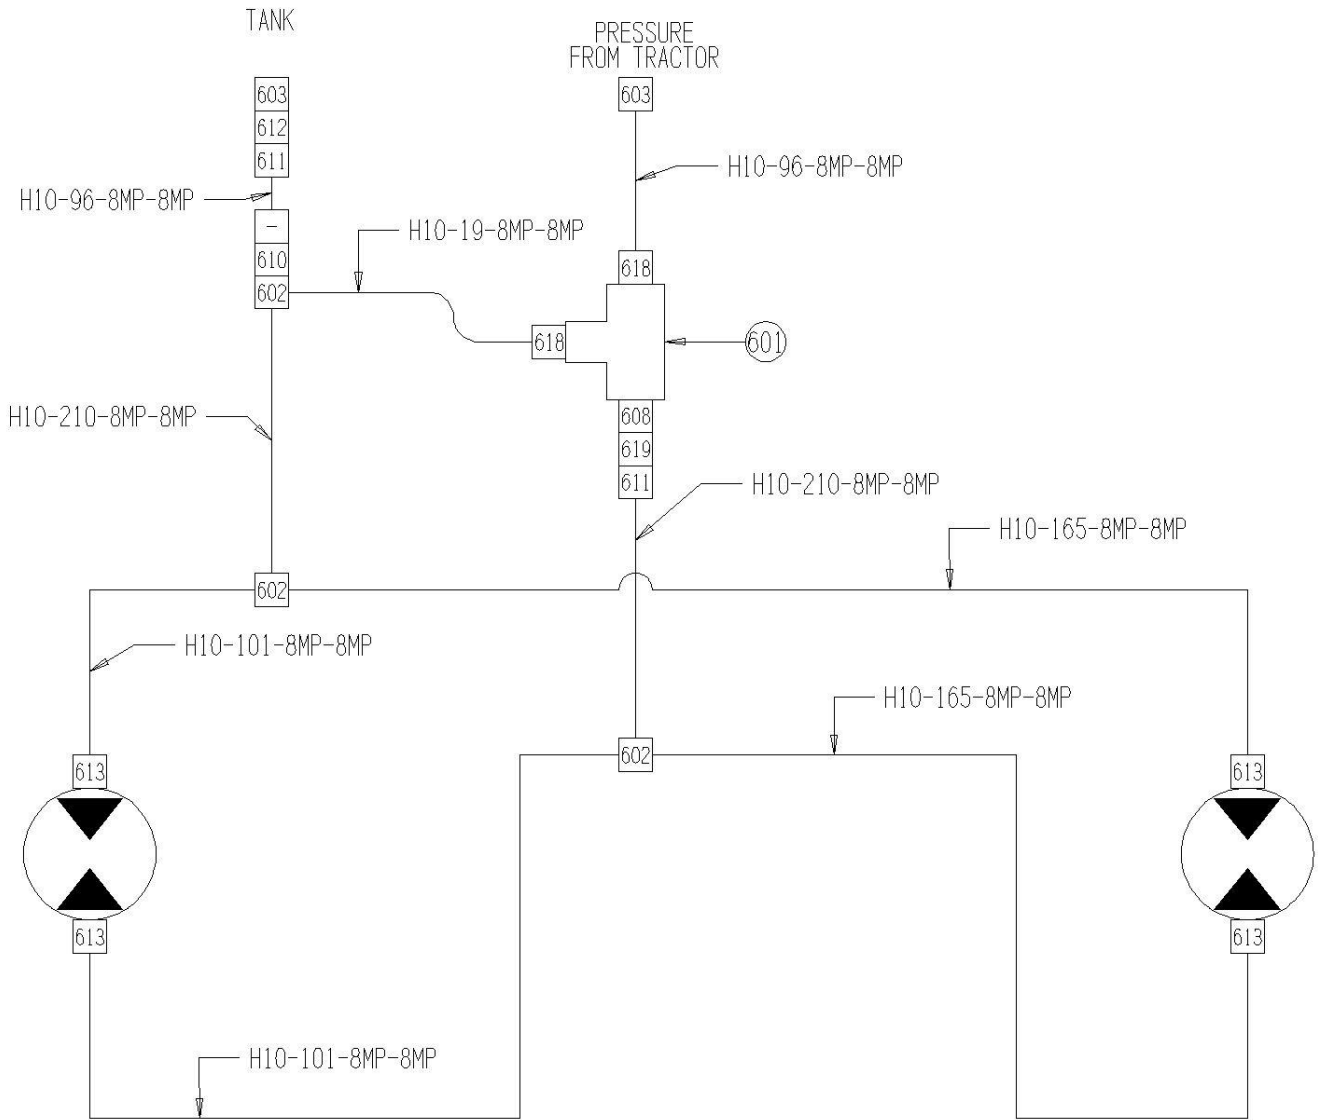 TANK
PRESSURE
FROM TRACTOR
603
603
612
611
H10-96-8MP-8MP
H10-96-8MP-8MP
-
H10-19-8MP-8MP
610
618
602
618
601
H10-210-8MP-8MP
608
619
611
H10-210-8MP-8MP
H10-165-8MP-8MP
602
H10-101-8MP-8MP
H10-165-8MP-8MP
602
613
613
613
613
H10-101-8MP-8MP